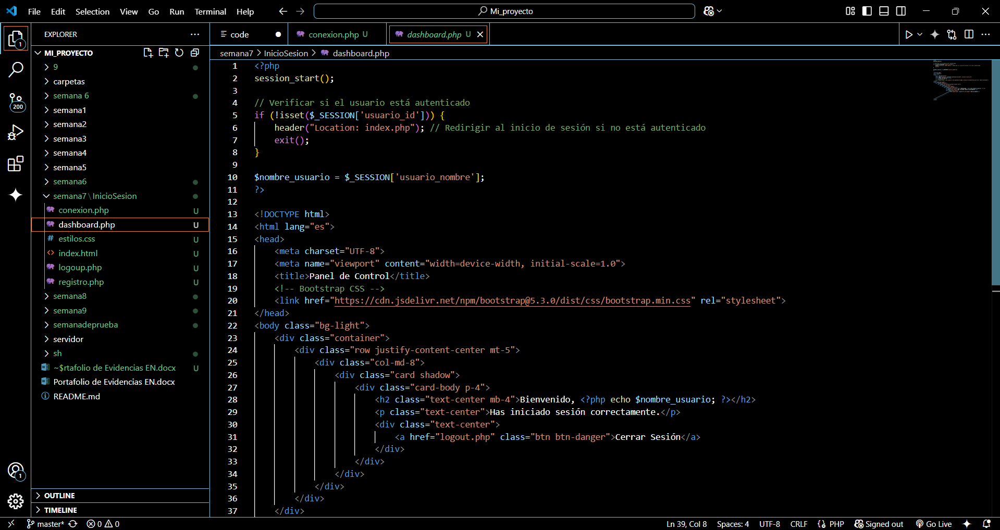 File Edit Selection View Go Run Terminal Help
Mi_proyecto
EXPLORER
code
conexion.php U
dashboard.php U
1
200
1
MI_PROYECTO
9
carpetas
semana 6
semana1
semana2
semana3
semana4
semana5
semana6
semana7\InicioSesion
conexion.php U
dashboard.php U
estilos.css U
index.html U
logoup.php U
registro.php U
semana8
semana9
semanadeprueba
servidor
sh
~$rtafolio de Evidencias EN.docx U
Portafolio de Evidencias EN.docx
README.md
OUTLINE
TIMELINE
semana7 > InicioSesion > dashboard.php
1 <?php
2 session_start();
3
4 // Verificar si el usuario está autenticado
5 if (!isset($_SESSION['usuario_id'])) {
6 header("Location: index.php"); // Redirigir al inicio de sesión si no está autenticado
7 exit();
8 }
9
10 $nombre_usuario = $_SESSION['usuario_nombre'];
11 ?>
12
13 <!DOCTYPE html>
14 <html lang="es">
15 <head>
16 <meta charset="UTF-8">
17 <meta name="viewport" content="width=device-width, initial-scale=1.0">
18 <title>Panel de Control</title>
19 <!-- Bootstrap CSS -->
20 <link href="https://cdn.jsdelivr.net/npm/bootstrap@5.3.0/dist/css/bootstrap.min.css" rel="stylesheet">
21 </head>
22 <body class="bg-light">
23 <div class="container">
24 <div class="row justify-content-center mt-5">
25 <div class="col-md-8">
26 <div class="card shadow">
27 <div class="card-body p-4">
28 <h2 class="text-center mb-4">Bienvenido, <?php echo $nombre_usuario; ?></h2>
29 <p class="text-center">Has iniciado sesión correctamente.</p>
30 <div class="text-center">
31 <a href="logout.php" class="btn btn-danger">Cerrar Sesión</a>
32 </div>
33 </div>
34 </div>
35 </div>
36 </div>
37 </div>
master* 0 0
Ln 39, Col 8 Spaces: 4 UTF-8 CRLF {} PHP Signed out Go Live